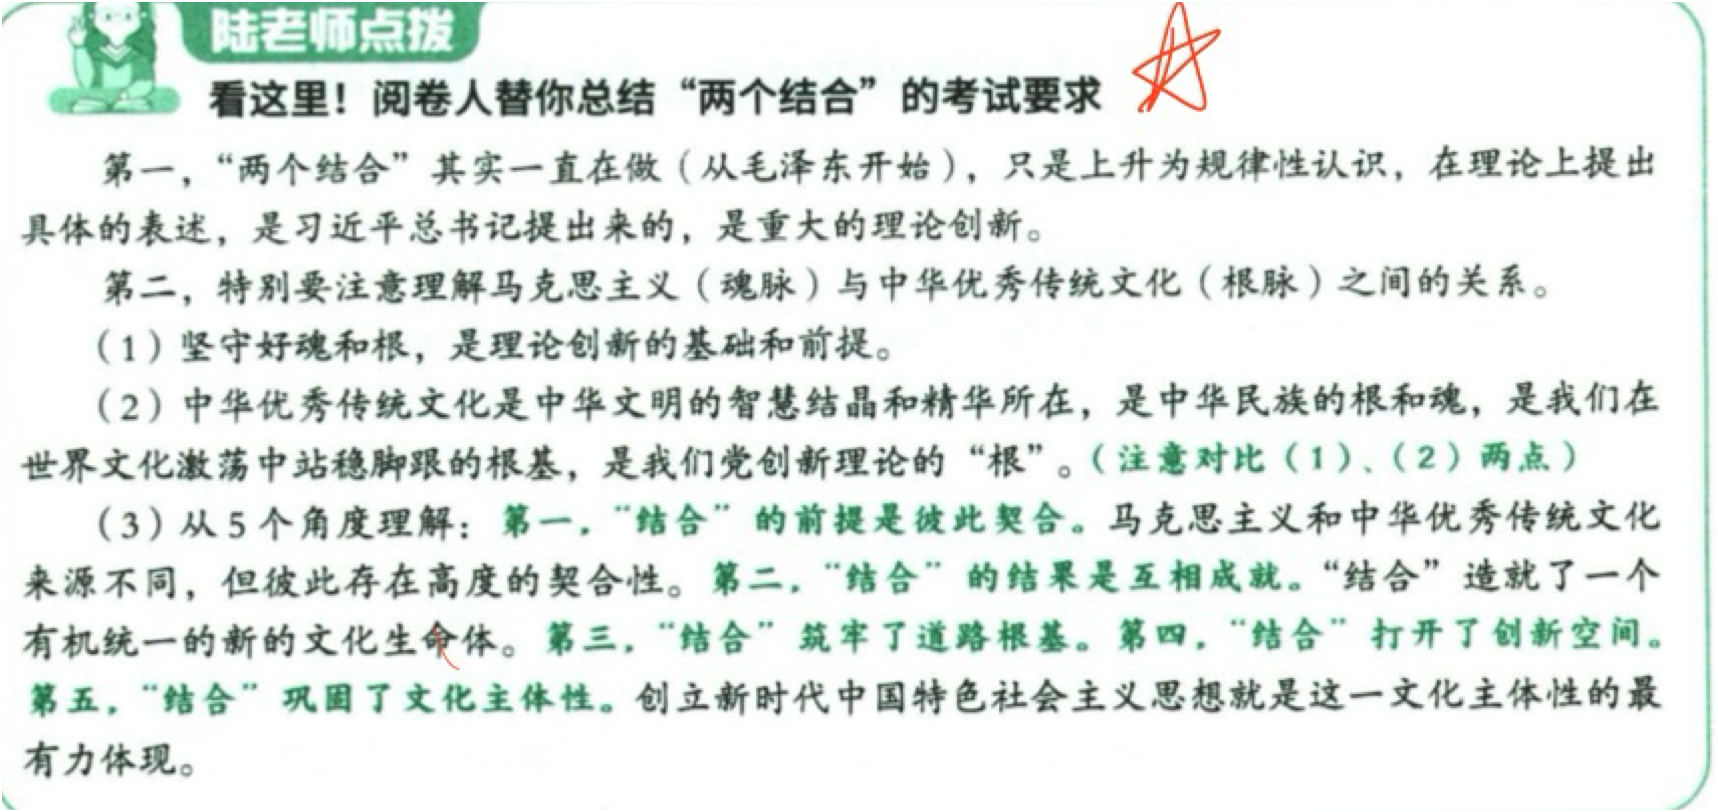 陆老师点拨
看这里！阅卷人替你总结“两个结合”的考试要求
第一，“两个结合”其实一直在做（从毛泽东开始），只是上升为规律性认识，在理论上提出
具体的表述，是习近平总书记提出来的，是重大的理论创新。
第二，特别要注意理解马克思主义（魂脉）与中华优秀传统文化（根脉）之间的关系。
（1）坚守好魂和根，是理论创新的基础和前提。
（2）中华优秀传统文化是中华文明的智慧结晶和精华所在，是中华民族的根和魂，是我们在
世界文化激荡中站稳脚跟的根基，是我们党创新理论的“根”。（注意对比（1）、（2）两点）
（3）从5个角度理解：第一，“结合”的前提是彼此契合。马克思主义和中华优秀传统文化
来源不同，但彼此存在高度的契合性。第二，“结合”的结果是互相成就。“结合”造就了一个
有机统一的新的文化生命体。第三，“结合”筑牢了道路根基。第四，“结合”打开了创新空间。
第五，“结合”巩固了文化主体性。创立新时代中国特色社会主义思想就是这一文化主体性的最
有力体现。